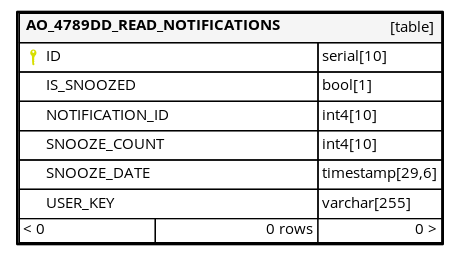 AO_4789DD_READ_NOTIFICATIONS [table]
ID serial[10]
IS_SNOOZED bool[1]
NOTIFICATION_ID int4[10]
SNOOZE_COUNT int4[10]
SNOOZE_DATE timestamp[29,6]
USER_KEY varchar[255]
< 0 0 rows 0 >